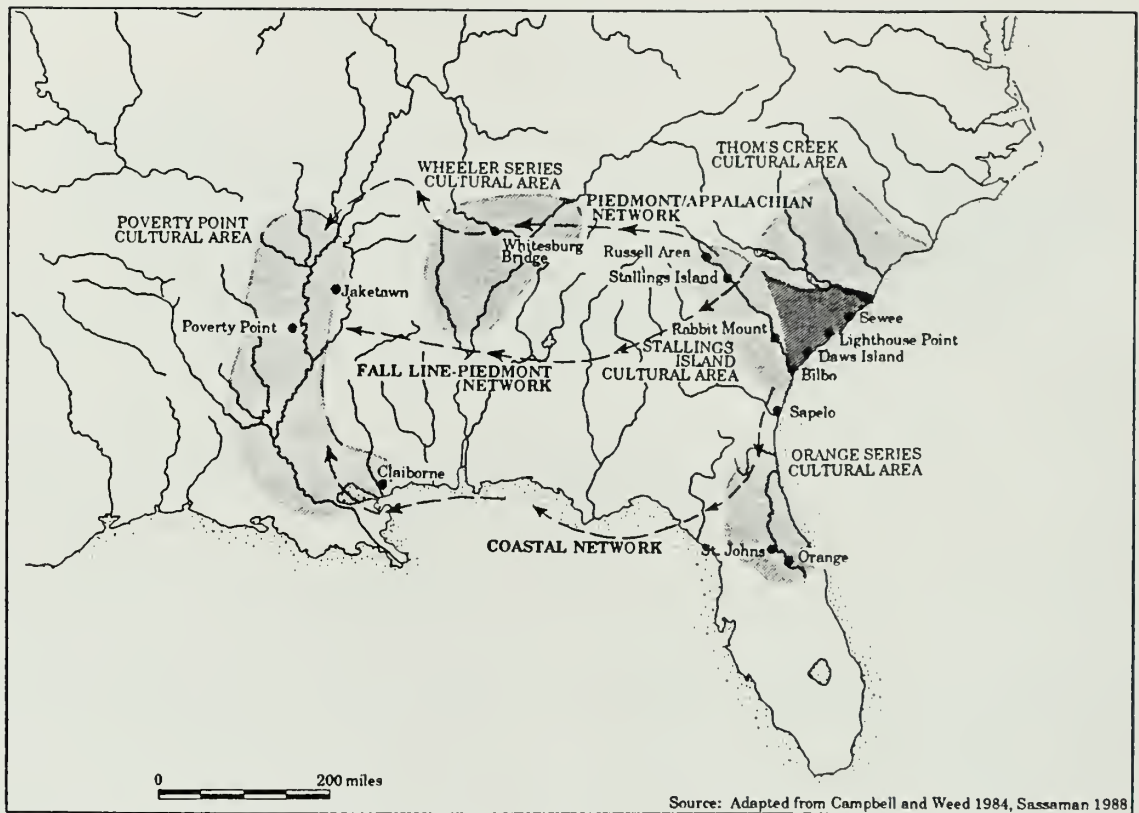 THOM'S CREEK
CULTURAL AREA
WHEELER SERIES
CULTURAL AREA
PIEDMONT/APPALACHIAN
NETWORK
POVERTY POINT
CULTURAL AREA
Whitesburg
Bridge
Russell Area
Stallings Island
Jaketawn
Sewee
Poverty Point
Rabbit Mount
Lighthouse Point
STALLINGS
ISLAND
CULTURAL AREA
Daws Island
Bilbo
FALL LINE-PIEDMONT
NETWORK
Sapelo
ORANGE SERIES
CULTURAL AREA
Claiborne
COASTAL NETWORK
St. Johns
Orange
0 200 miles
Source: Adapted from Campbell and Weed 1984, Sassaman 1988